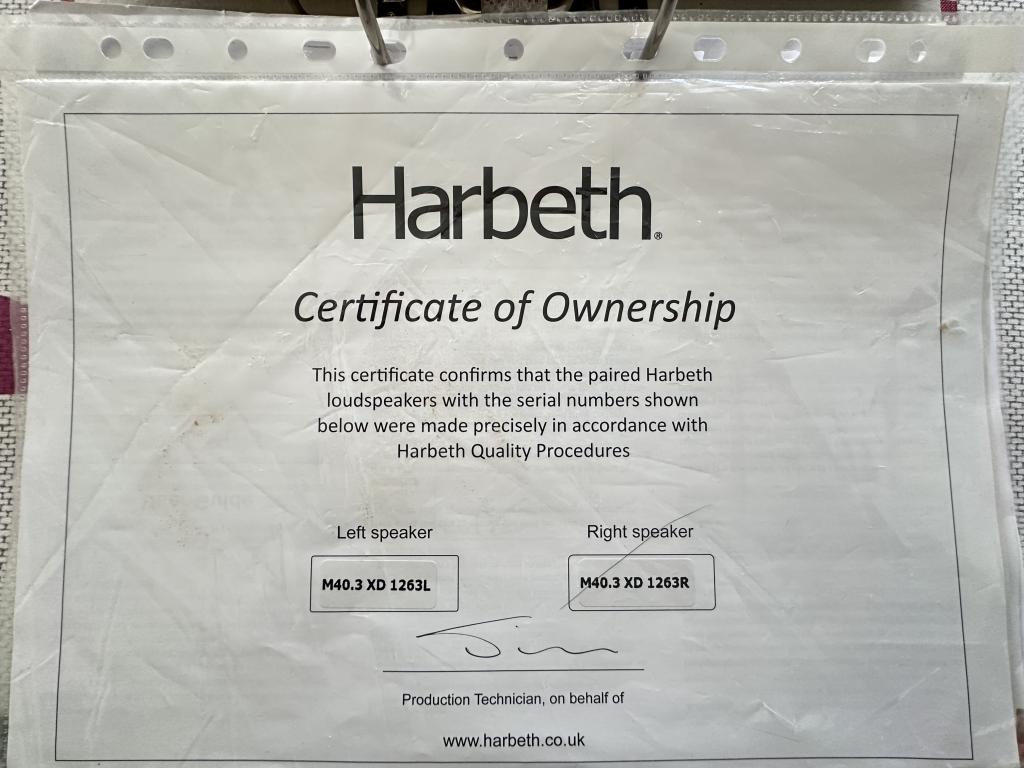 Harbeth®
Certificate of Ownership
This certificate confirms that the paired Harbeth
loudspeakers with the serial numbers shown
below were made precisely in accordance with
Harbeth Quality Procedures
Left speaker
Right speaker
M40.3 XD 1263L
M40.3 XD 1263R
Production Technician, on behalf of
www.harbeth.co.uk